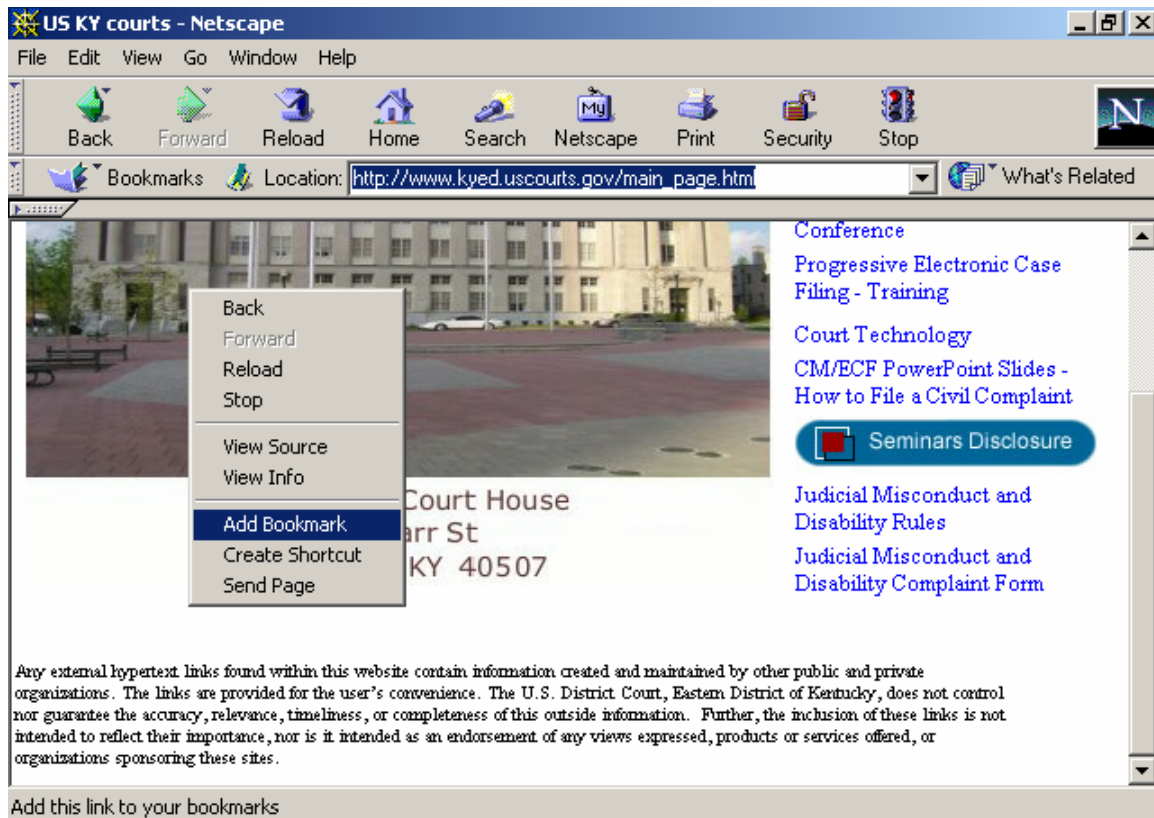 US KY courts - Netscape
File Edit View Go Window Help
Back Forward Reload Home Search Netscape Print Security Stop
My
N
Bookmarks Location: http://www.kyed.uscourts.gov/main_page.html What's Related
Conference
Progressive Electronic Case
Filing - Training
Court Technology
CM/ECF PowerPoint Slides -
How to File a Civil Complaint
Seminars Disclosure
Judicial Misconduct and
Disability Rules
Judicial Misconduct and
Disability Complaint Form
Back
Forward
Reload
Stop
View Source
View Info
Add Bookmark
Create Shortcut
Send Page
Court House
arr St
KY 40507
Any external hypertext links found within this website contain information created and maintained by other public and private
organizations. The links are provided for the user's convenience. The U.S. District Court, Eastern District of Kentucky, does not control
nor guarantee the accuracy, relevance, timeliness, or completeness of this outside information. Further, the inclusion of these links is not
intended to reflect their importance, nor is it intended as an endorsement of any views expressed, products or services offered, or
organizations sponsoring these sites.
Add this link to your bookmarks